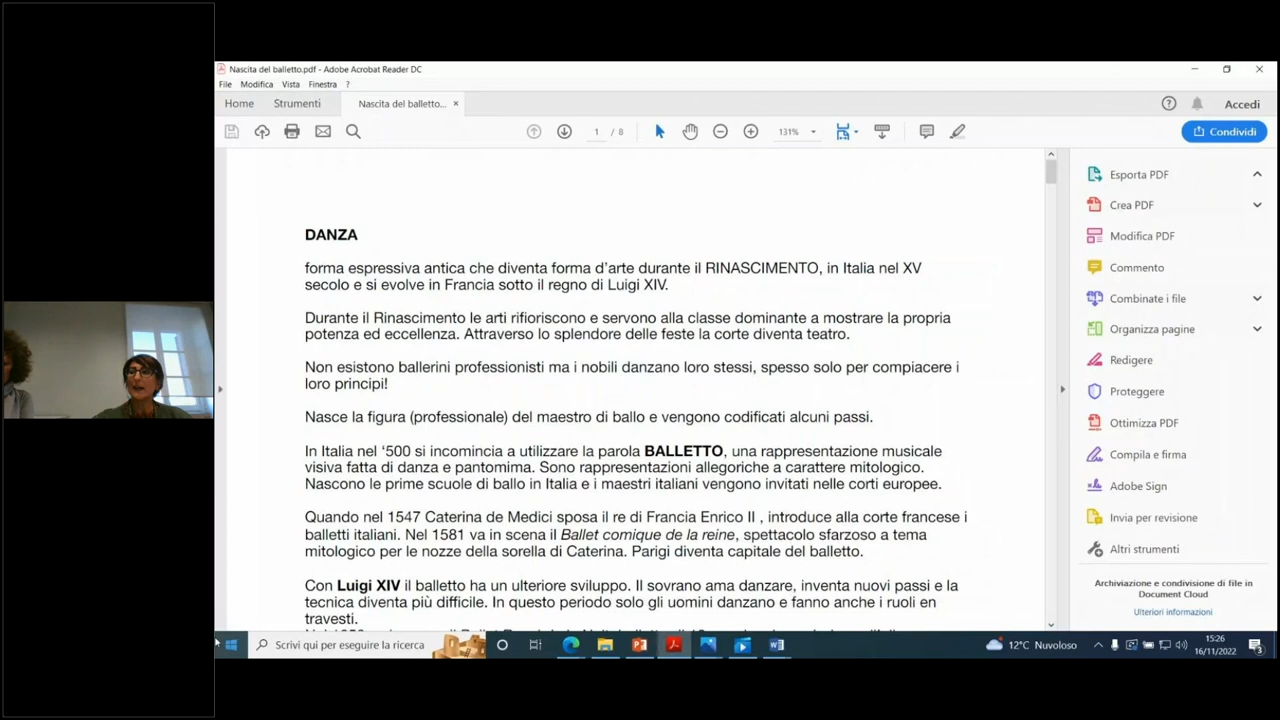 Nascita del balletto.pdf - Adobe Acrobat Reader DC
File Modifica Vista Finestra ?
Home Strumenti Nascita del balletto... × Accedi
1 / 8 131% Condividi
DANZA
forma espressiva antica che diventa forma d'arte durante il RINASCIMENTO, in Italia nel XV
secolo e si evolve in Francia sotto il regno di Luigi XIV.
Durante il Rinascimento le arti rifioriscono e servono alla classe dominante a mostrare la propria
potenza ed eccellenza. Attraverso lo splendore delle feste la corte diventa teatro.
Non esistono ballerini professionisti ma i nobili danzano loro stessi, spesso solo per compiacere i
loro principi!
Nasce la figura (professionale) del maestro di ballo e vengono codificati alcuni passi.
In Italia nel '500 si incomincia a utilizzare la parola BALLETTO, una rappresentazione musicale
visiva fatta di danza e pantomima. Sono rappresentazioni allegoriche a carattere mitologico.
Nascono le prime scuole di ballo in Italia e i maestri italiani vengono invitati nelle corti europee.
Quando nel 1547 Caterina de Medici sposa il re di Francia Enrico II , introduce alla corte francese i
balletti italiani. Nel 1581 va in scena il Ballet comique de la reine, spettacolo sfarzoso a tema
mitologico per le nozze della sorella di Caterina. Parigi diventa capitale del balletto.
Con Luigi XIV il balletto ha un ulteriore sviluppo. Il sovrano ama danzare, inventa nuovi passi e la
tecnica diventa più difficile. In questo periodo solo gli uomini danzano e fanno anche i ruoli en
travesti.
Esporta PDF
Crea PDF
Modifica PDF
Commento
Combinate i file
Organizza pagine
Redigere
Proteggere
Ottimizza PDF
Compila e firma
Adobe Sign
Invia per revisione
Altri strumenti
Archiviazione e condivisione di file in
Document Cloud
Ulteriori informazioni
Scrivi qui per eseguire la ricerca
12°C Nuvoloso
15:26
16/11/2022
3